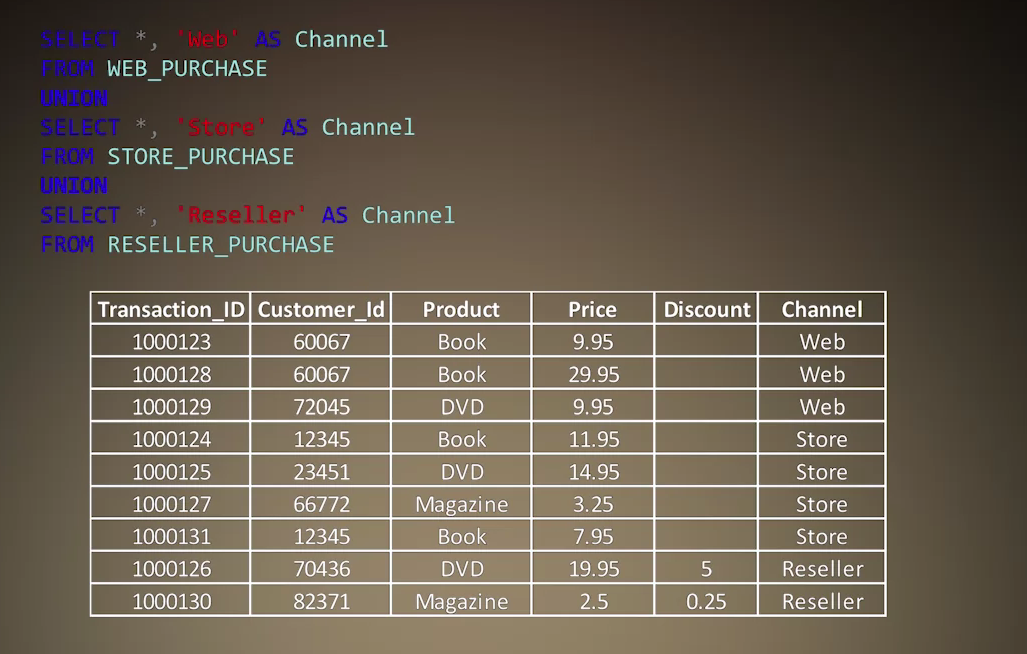 SELECT *, 'Web' AS Channel
FROM WEB_PURCHASE
UNION
SELECT *, 'Store' AS Channel
FROM STORE_PURCHASE
UNION
SELECT *, 'Reseller' AS Channel
FROM RESELLER_PURCHASE
Transaction_ID Customer_Id Product Price Discount Channel
1000123 60067 Book 9.95 Web
1000128 60067 Book 29.95 Web
1000129 72045 DVD 9.95 Web
1000124 12345 Book 11.95 Store
1000125 23451 DVD 14.95 Store
1000127 66772 Magazine 3.25 Store
1000131 12345 Book 7.95 Store
1000126 70436 DVD 19.95 5 Reseller
1000130 82371 Magazine 2.5 0.25 Reseller